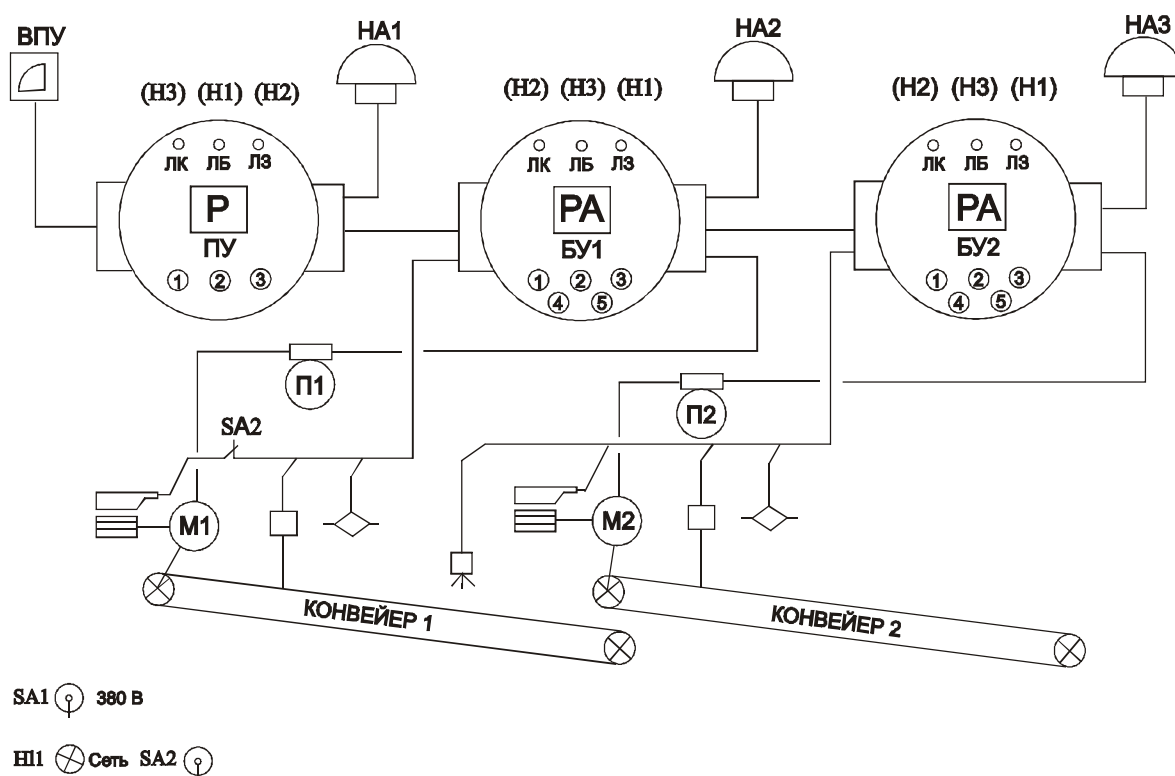 ВПУ
НА1
НА2
НА3
(Н3) (Н1) (Н2)
(Н2) (Н3) (Н1)
(Н2) (Н3) (Н1)
ЛК ЛБ ЛЗ
ЛК ЛБ ЛЗ
ЛК ЛБ ЛЗ
Р
РА
РА
ПУ
БУ1
БУ2
1 2 3
1 2 3
4 5
1 2 3
4 5
П1
П2
SA2
М1
М2
КОНВЕЙЕР 1
КОНВЕЙЕР 2
SA1 380 В
Hl1 Сеть SA2